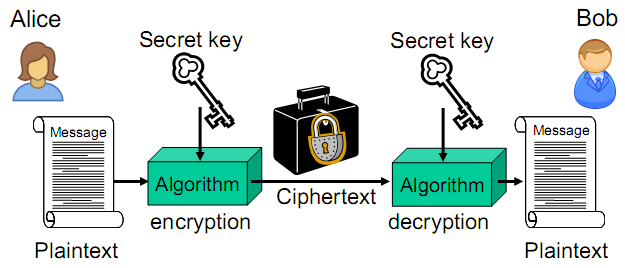 Alice
Bob
Secret key
Secret key
Message
Message
Algorithm
Algorithm
Ciphertext
encryption
decryption
Plaintext
Plaintext